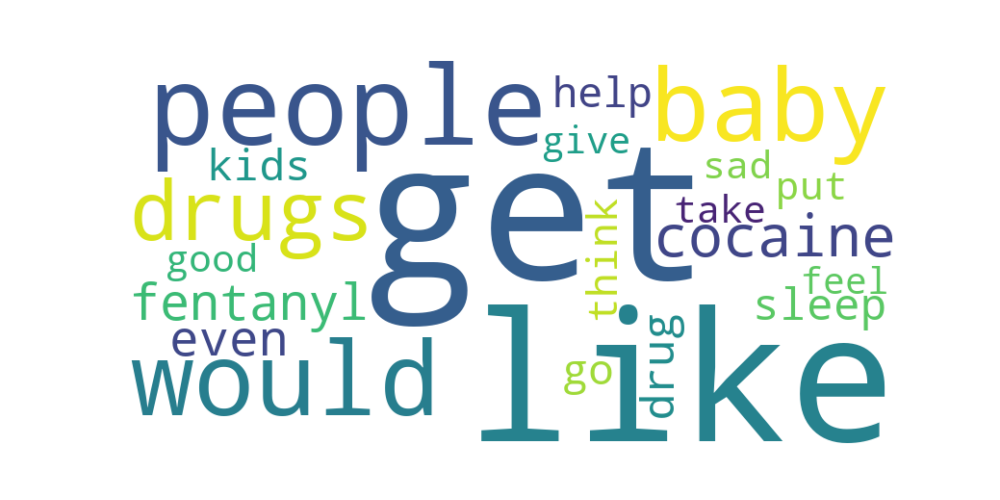 people
help
baby
give
kids
sad
get
put
drugs
take
think
cocaine
good
feel
fentanyl
sleep
even
like
drug
would
go